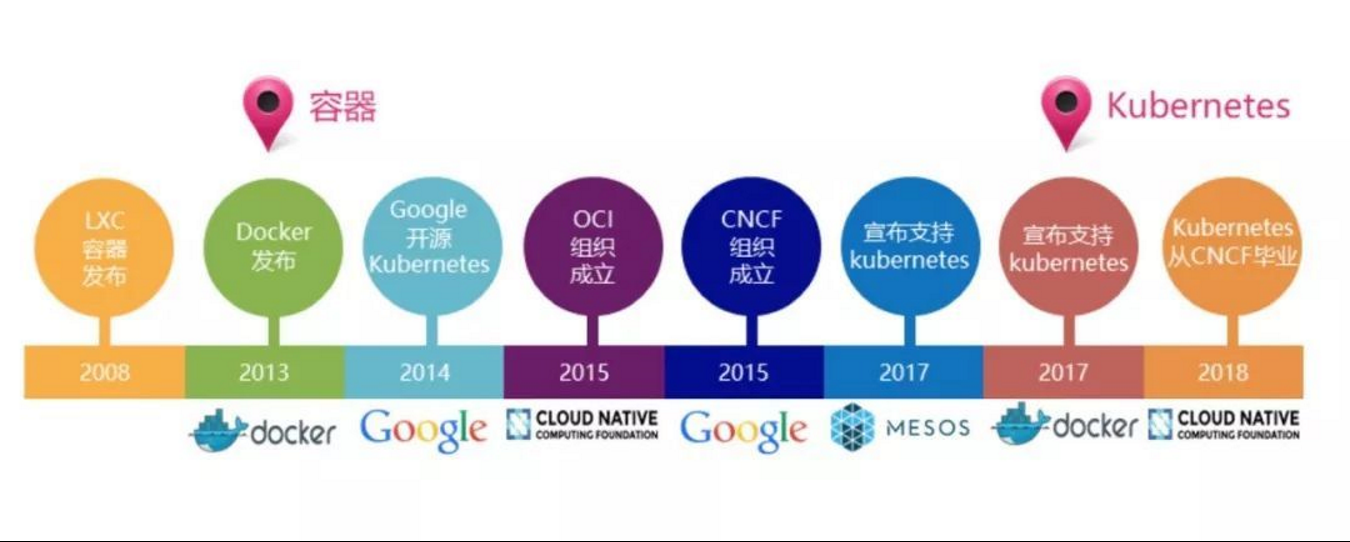 容器
Kubernetes
LXC
容器
发布
Docker
发布
Google
开源
Kubernetes
OCI
组织
成立
CNCF
组织
成立
宣布支持
kubernetes
宣布支持
kubernetes
Kubernetes
从CNCF毕业
2008
2013
2014
2015
2015
2017
2017
2018
docker
Google
CLOUD NATIVE
COMPUTING FOUNDATION
Google
MESOS
docker
CLOUD NATIVE
COMPUTING FOUNDATION